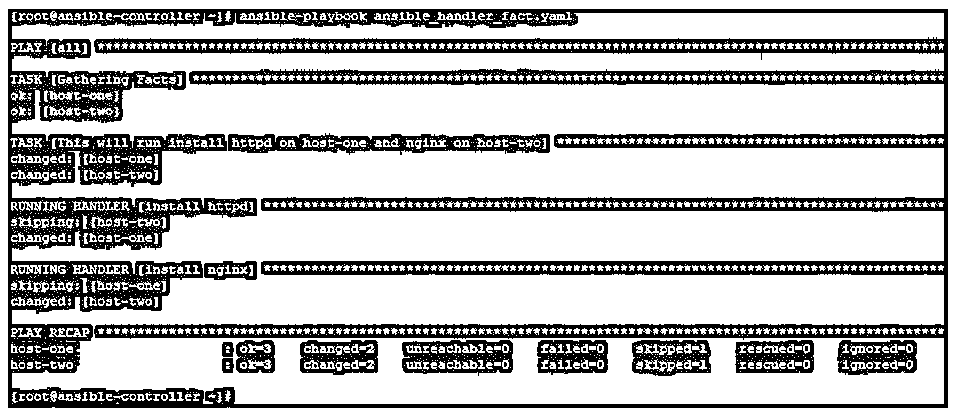 [root@ansible-controller ~]# ansible-playbook ansible_handler_fact.yaml
PLAY [all] ****************************************************************************************************
TASK [Gathering Facts] ****************************************************************************************
ok: [host-one]
ok: [host-two]
TASK [This will run install httpd on host-one and nginx on host-two] ************************************************
changed: [host-one]
changed: [host-two]
RUNNING HANDLER [install httpd] *******************************************************************************
skipping: [host-two]
changed: [host-one]
RUNNING HANDLER [install nginx] *******************************************************************************
skipping: [host-one]
changed: [host-two]
PLAY RECAP ****************************************************************************************************
host-one : ok=3 changed=2 unreachable=0 failed=0 skipped=1 rescued=0 ignored=0
host-two : ok=3 changed=2 unreachable=0 failed=0 skipped=1 rescued=0 ignored=0
[root@ansible-controller ~]#